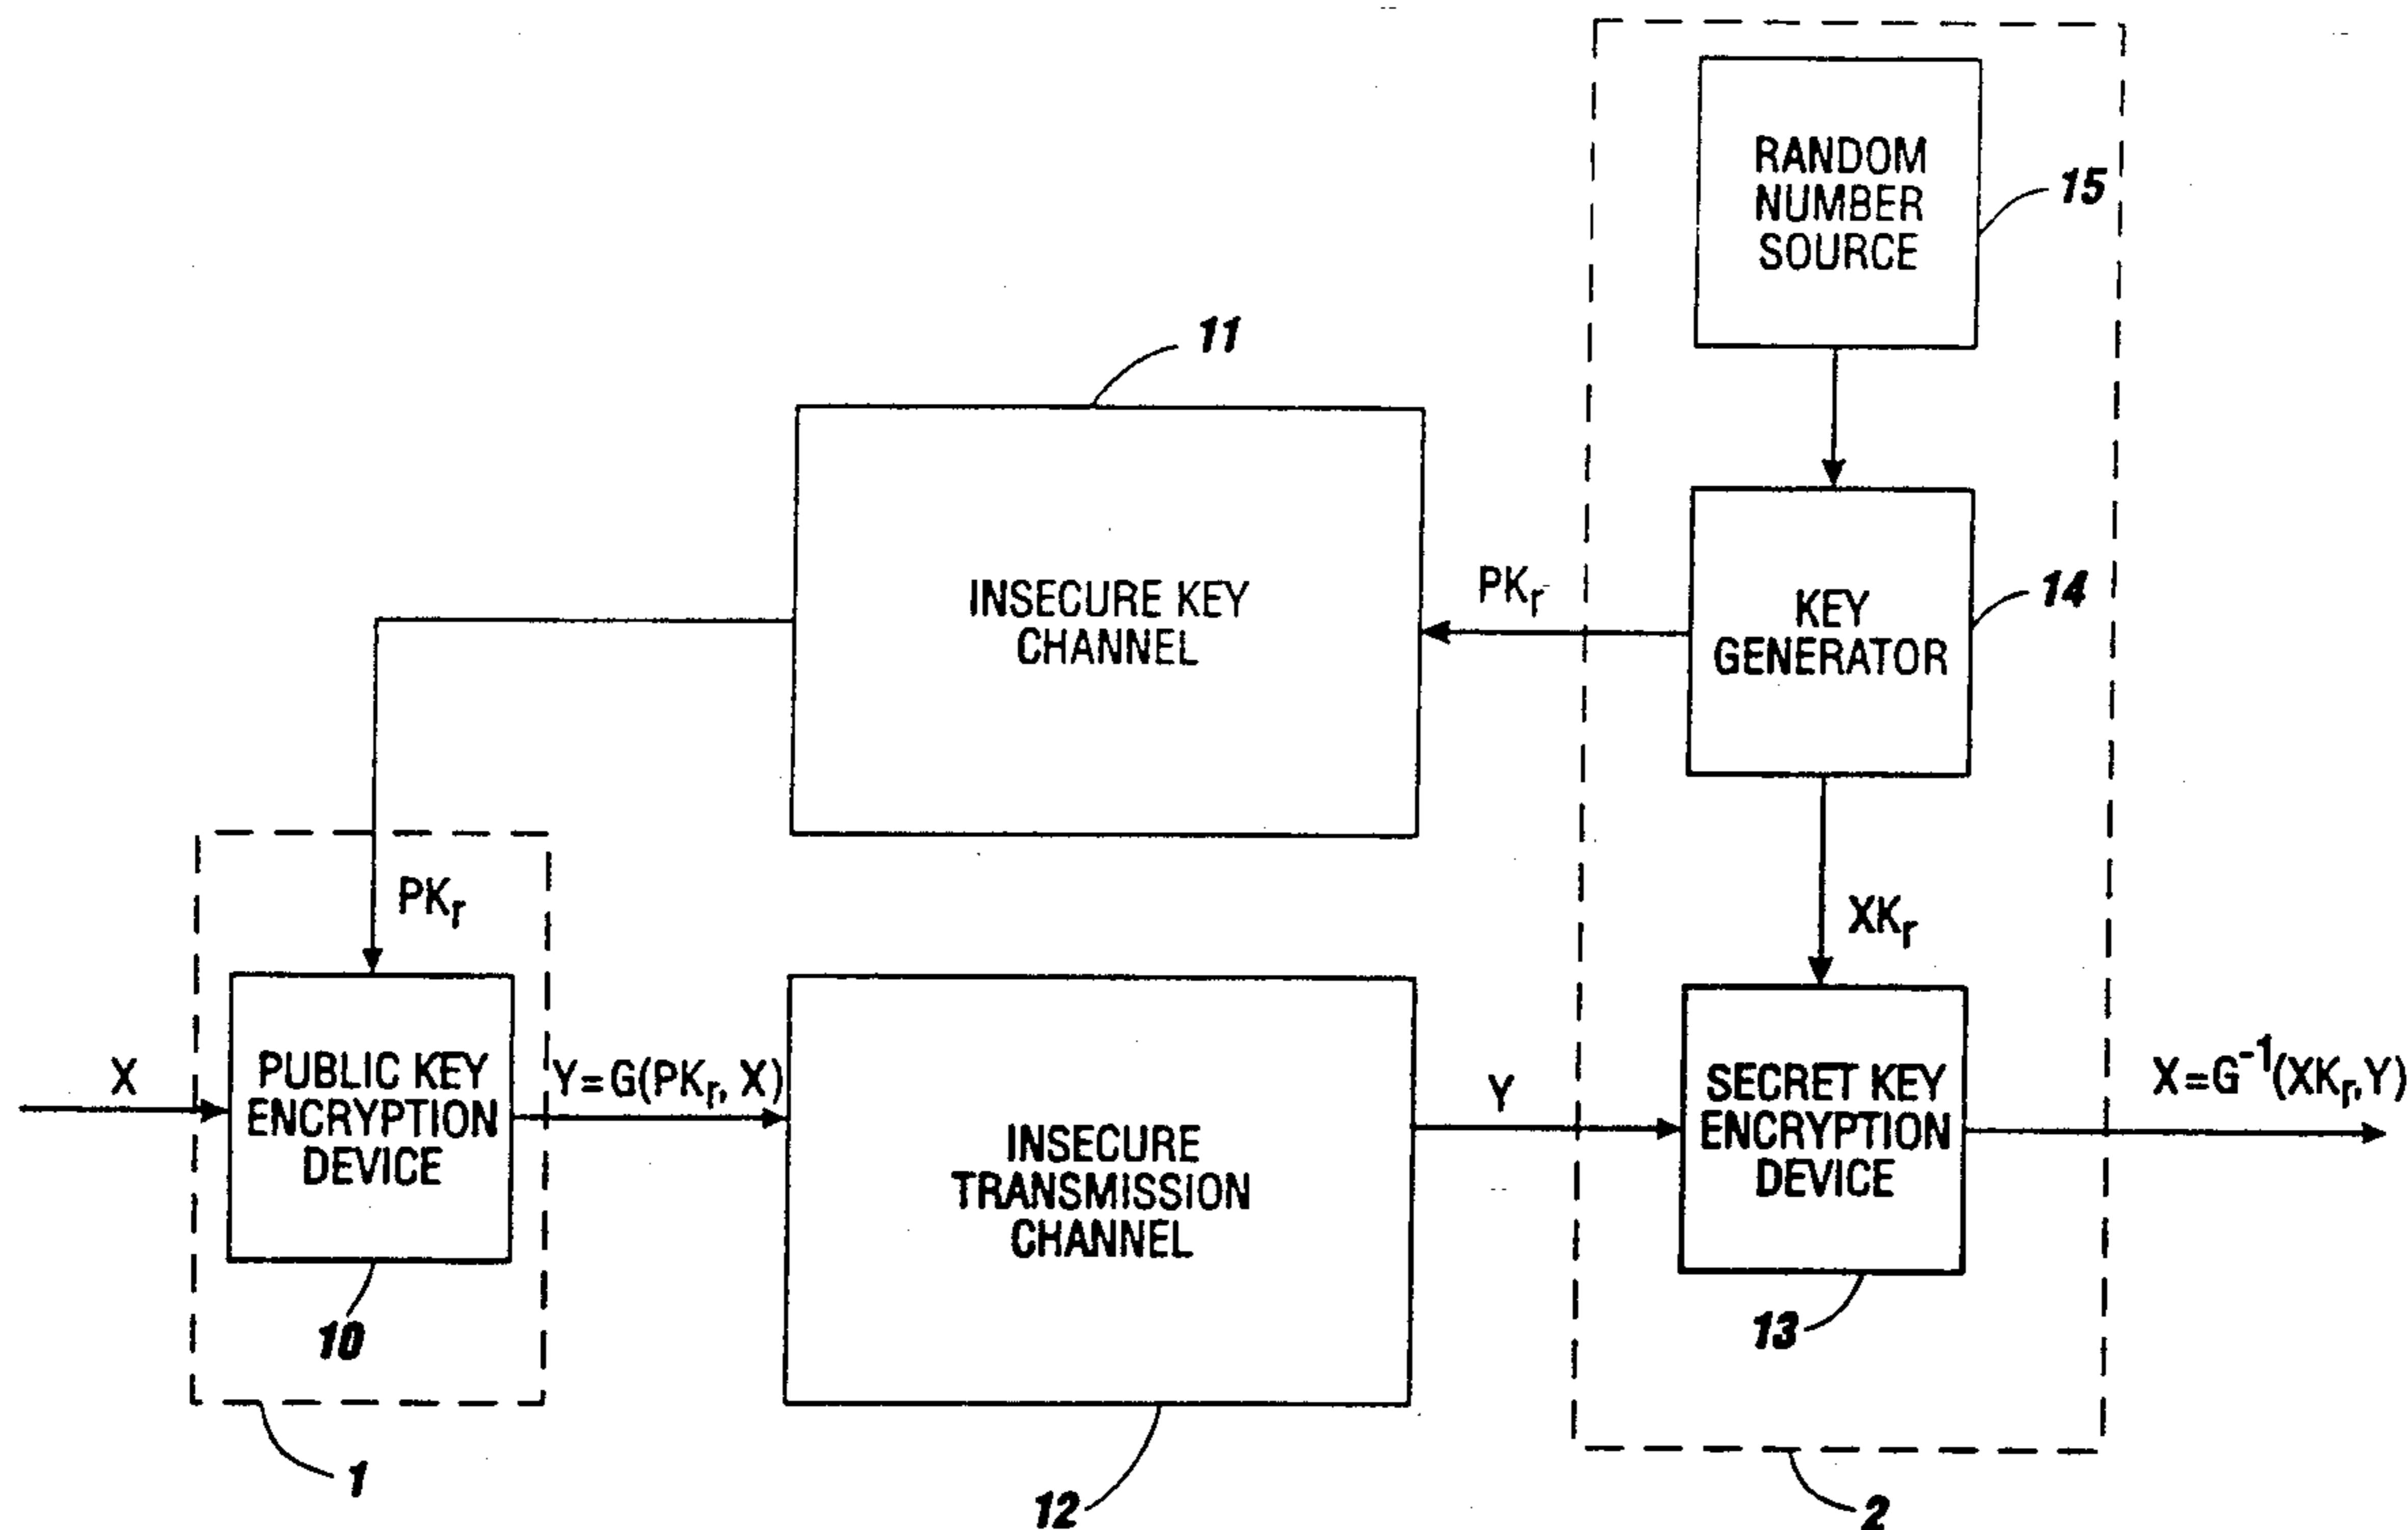 RANDOM
NUMBER
SOURCE
15
11
INSECURE KEY
CHANNEL
PKr
KEY
GENERATOR
14
PKr
XKr
X
PUBLIC KEY
ENCRYPTION
DEVICE
10
Y=G(PKr, X)
INSECURE
TRANSMISSION
CHANNEL
Y
SECRET KEY
ENCRYPTION
DEVICE
13
X=G⁻¹(XKr,Y)
1
12
2